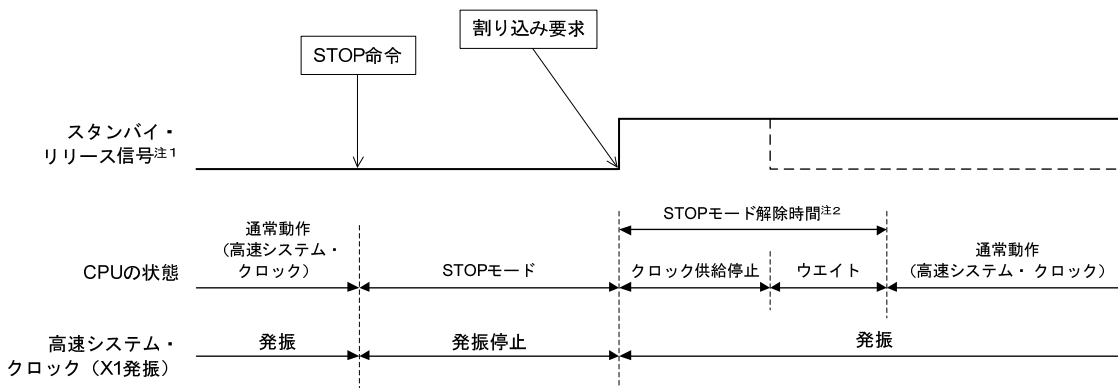 割り込み要求
STOP命令
スタンバイ・
リリース信号注1
STOPモード解除時間注2
通常動作
(高速システム・
クロック)
通常動作
(高速システム・ クロック)
CPUの状態
STOPモード
クロック供給停止
ウエイト
高速システム・
クロック(X1発振)
発振
発振停止
発振